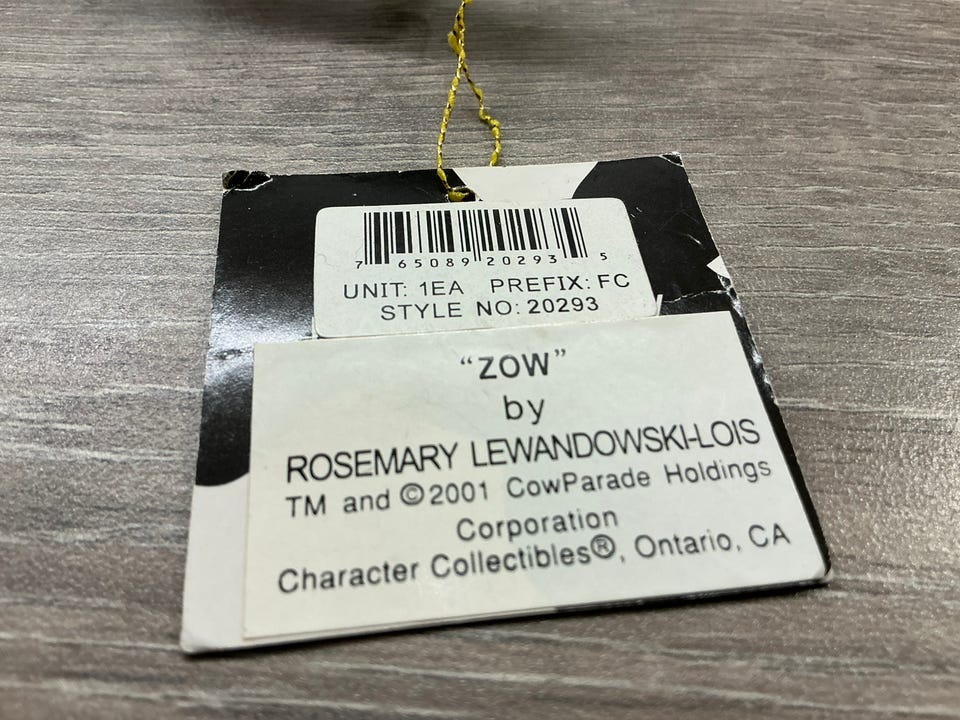 7 65089 20293 5
UNIT: 1EA PREFIX: FC
STYLE NO: 20293
“ZOW”
by
ROSEMARY LEWANDOWSKI-LOIS
TM and ©2001 CowParade Holdings
Corporation
Character Collectibles®, Ontario, CA